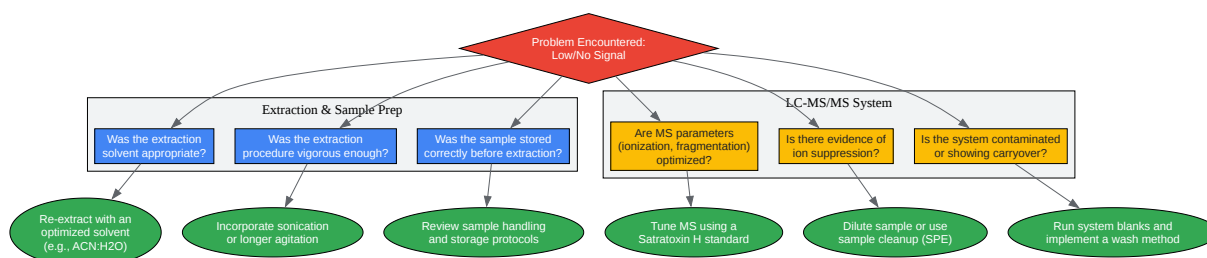 Problem Encountered:
Low/No Signal
Extraction & Sample Prep
LC-MS/MS System
Was the extraction
solvent appropriate?
Was the extraction
procedure vigorous enough?
Was the sample stored
correctly before extraction?
Are MS parameters
(ionization, fragmentation)
optimized?
Is there evidence of
ion suppression?
Is the system contaminated
or showing carryover?
Re-extract with an
optimized solvent
(e.g., ACN:H2O)
Incorporate sonication
or longer agitation
Review sample handling
and storage protocols
Tune MS using a
Satratoxin H standard
Dilute sample or use
sample cleanup (SPE)
Run system blanks and
implement a wash method